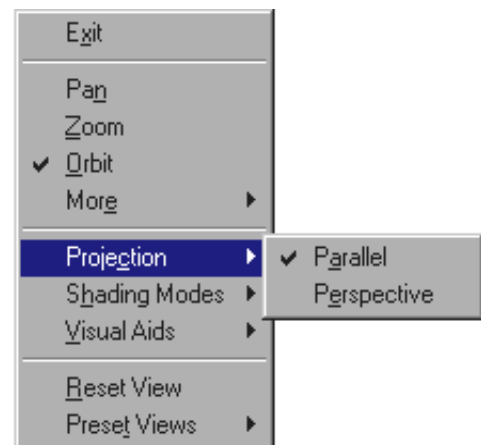 Exit
Pan
Zoom
Orbit
More
Projection
Parallel
Perspective
Shading Modes
Visual Aids
Reset View
Preset Views